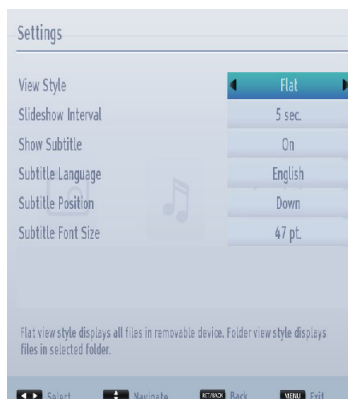 Settings
View Style Flat
Slideshow Interval 5 sec.
Show Subtitle On
Subtitle Language English
Subtitle Position Down
Subtitle Font Size 47 pt.
Flat view style displays all files in removable device. Folder view style displays
files in selected folder.
Select Navigate RET/BACK Back MENU Exit